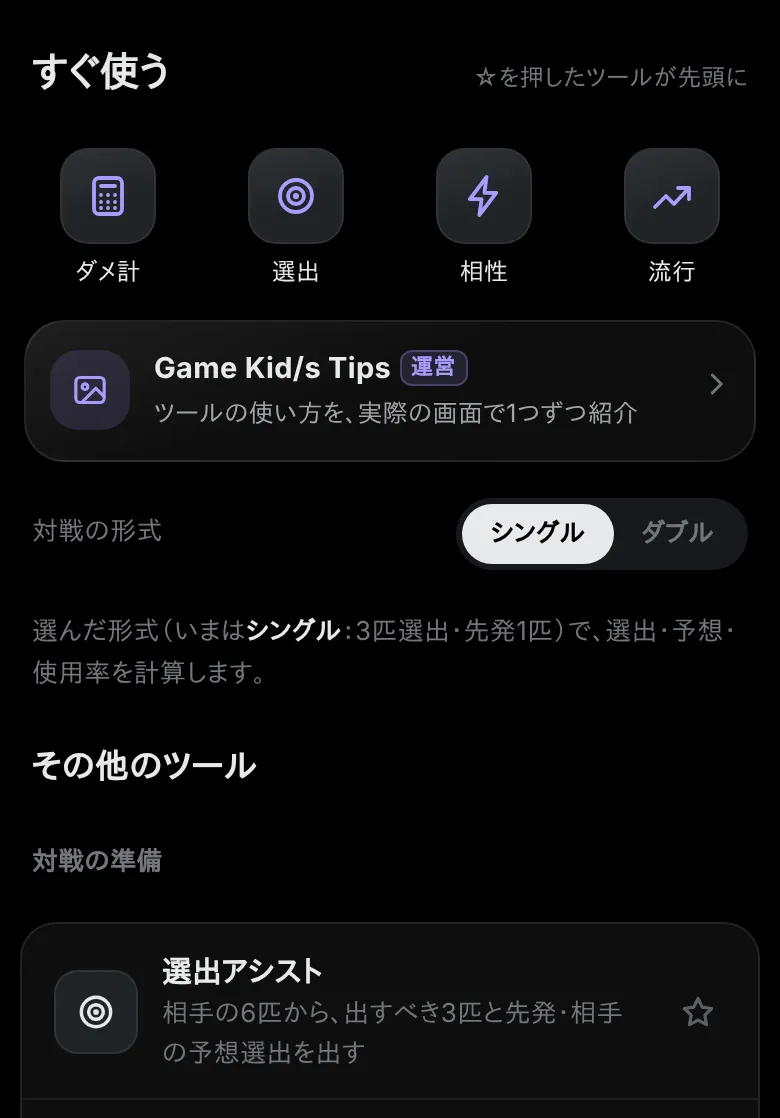 すぐ使う
☆を押したツールが先頭に
ダメ計
選出
相性
流行
Game Kid/s Tips 運営
ツールの使い方を、実際の画面で1つずつ紹介
対戦の形式
シングル
ダブル
選んだ形式（いまはシングル：3匹選出・先発1匹）で、選出・予想・
使用率を計算します。
その他のツール
対戦の準備
選出アシスト
相手の6匹から、出すべき3匹と先発・相手
の予想選出を出す